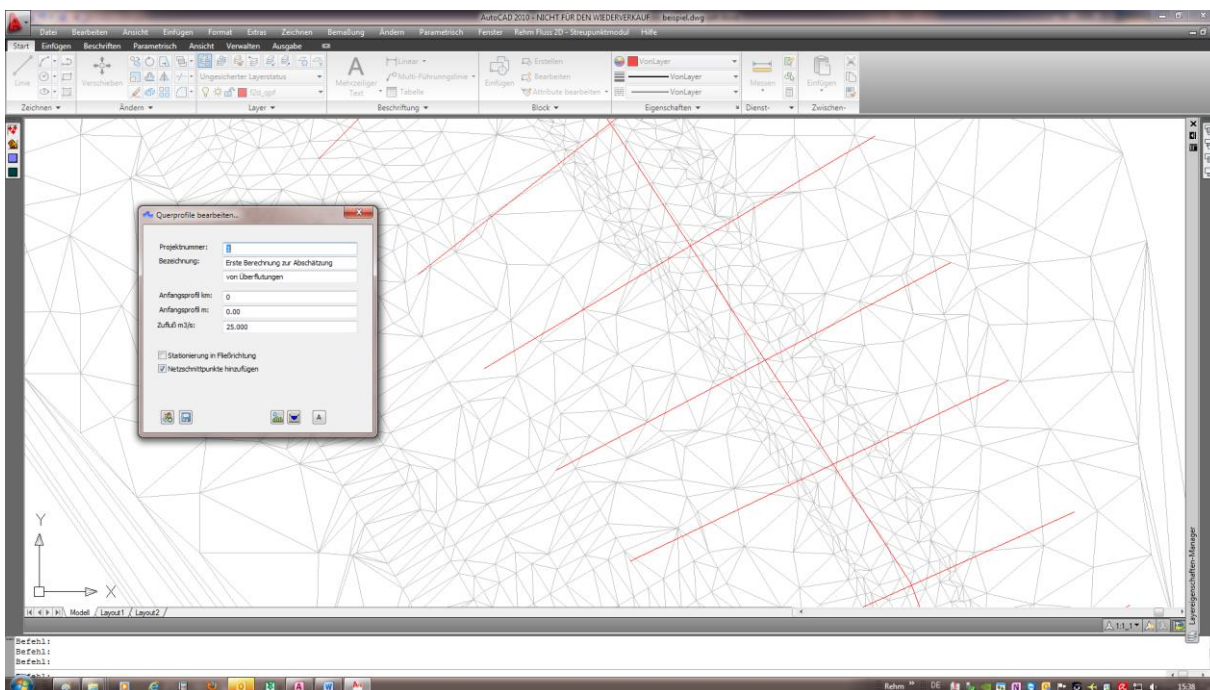 AutoCAD 2010 - NICHT FÜR DEN WIEDERVERKAUF beispiel.dwg
Datei Bearbeiten Ansicht Einfügen Format Extras Zeichnen Bemaßung Ändern Parametrisch Fenster Rehm Fluss 2D - Streupunktmodul Hilfe
Start Einfügen Beschriften Parametrisch Ansicht Verwalten Ausgabe
Linie Verschieben Ungesicherter Layerstatus A Mehrzeiliger Text Linear Multi-Führungslinie Tabelle Einfügen Erstellen Bearbeiten Attribute bearbeiten VonLayer VonLayer VonLayer Messen Einfügen
Zeichnen Ändern Layer Beschriftung Block Eigenschaften Dienst- Zwischen-
Querprofile bearbeiten...
Projektnummer: 1
Bezeichnung: Erste Berechnung zur Abschätzung
von Überflutungen
Anfangsprofil km: 0
Anfangsprofil m: 0.00
Zufluß m3/s: 25.000
Stationierung in Fließrichtung
Netzschnittpunkte hinzufügen
A
Y
X
Layereigenschaften-Manager
Modell Layout1 Layout2
Befehl:
Befehl:
Befehl:
Befehl:
Rehm DE 15:38